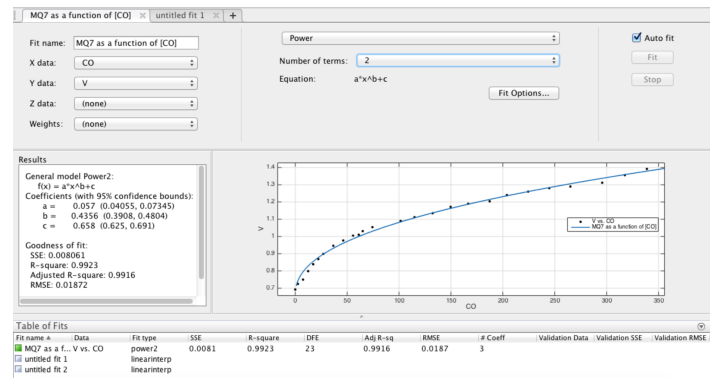 MQ7 as a function of [CO] untitled fit 1 +
Fit name: MQ7 as a function of [CO]
X data: CO
Y data: V
Z data: (none)
Weights: (none)
Power
Number of terms: 2
Equation: a*x^b+c
Fit Options...
Auto fit
Fit
Stop
Results
General model Power2:
f(x) = a*x^b+c
Coefficients (with 95% confidence bounds):
a = 0.057 (0.04055, 0.07345)
b = 0.4356 (0.3908, 0.4804)
c = 0.658 (0.625, 0.691)
Goodness of fit:
SSE: 0.008061
R-square: 0.9923
Adjusted R-square: 0.9916
RMSE: 0.01872
1.4
1.3
1.2
1.1
1
0.9
0.8
0.7
V
0 50 100 150 200 250 300 350
CO
V vs. CO
MQ7 as a function of [CO]
Table of Fits
Fit name Data Fit type SSE R-square DFE Adj R-sq RMSE # Coeff Validation Data Validation SSE Validation RMSE
MQ7 as a f... V vs. CO power2 0.0081 0.9923 23 0.9916 0.0187 3
untitled fit 1 linearinterp
untitled fit 2 linearinterp